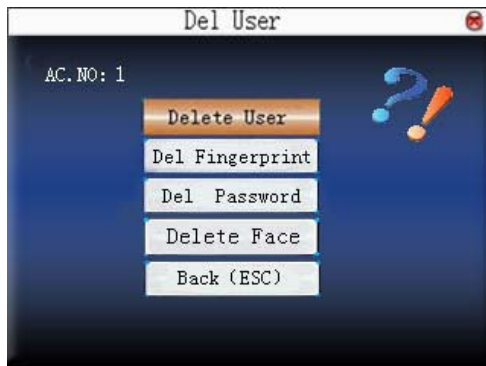 Del User
AC.NO: 1
Delete User
Del Fingerprint
Del Password
Delete Face
Back (ESC)